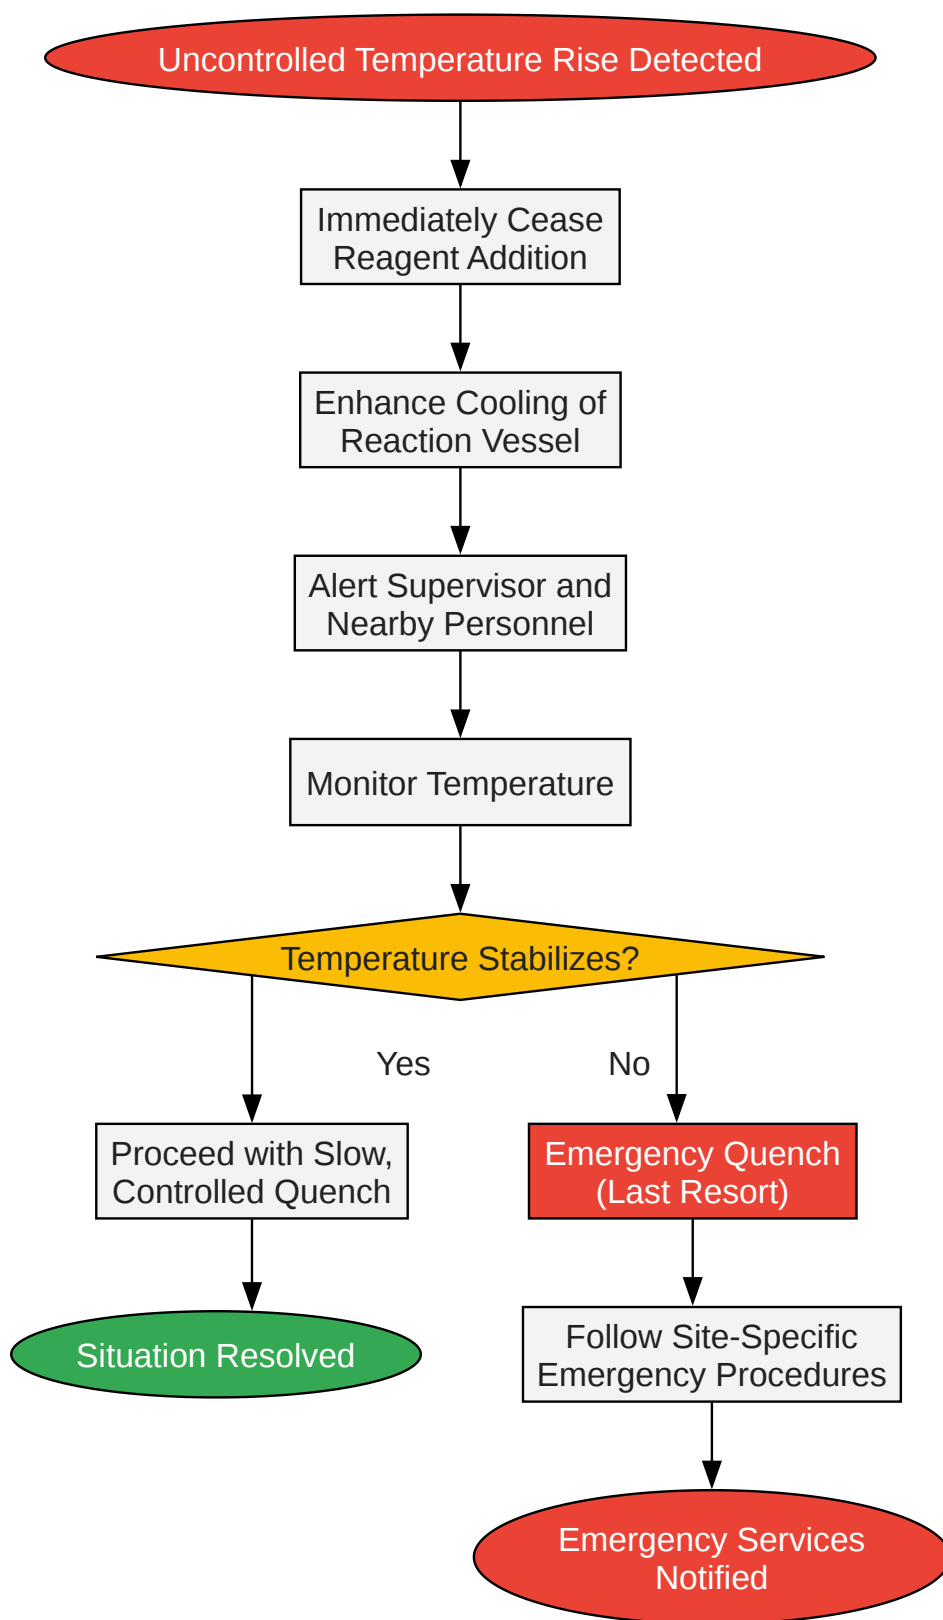 Uncontrolled Temperature Rise Detected
Immediately Cease
Reagent Addition
Enhance Cooling of
Reaction Vessel
Alert Supervisor and
Nearby Personnel
Monitor Temperature
Temperature Stabilizes?
Yes
No
Proceed with Slow,
Controlled Quench
Emergency Quench
(Last Resort)
Situation Resolved
Follow Site-Specific
Emergency Procedures
Emergency Services
Notified